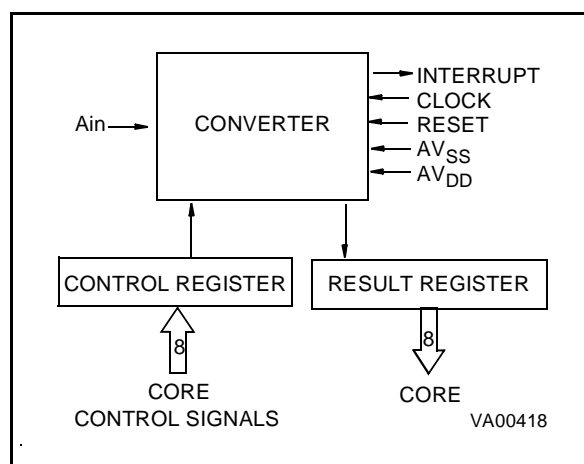 INTERRUPT
CLOCK
Ain
CONVERTER
RESET
AVSS
AVDD
CONTROL REGISTER
RESULT REGISTER
8
8
CORE
CONTROL SIGNALS
CORE
VA00418